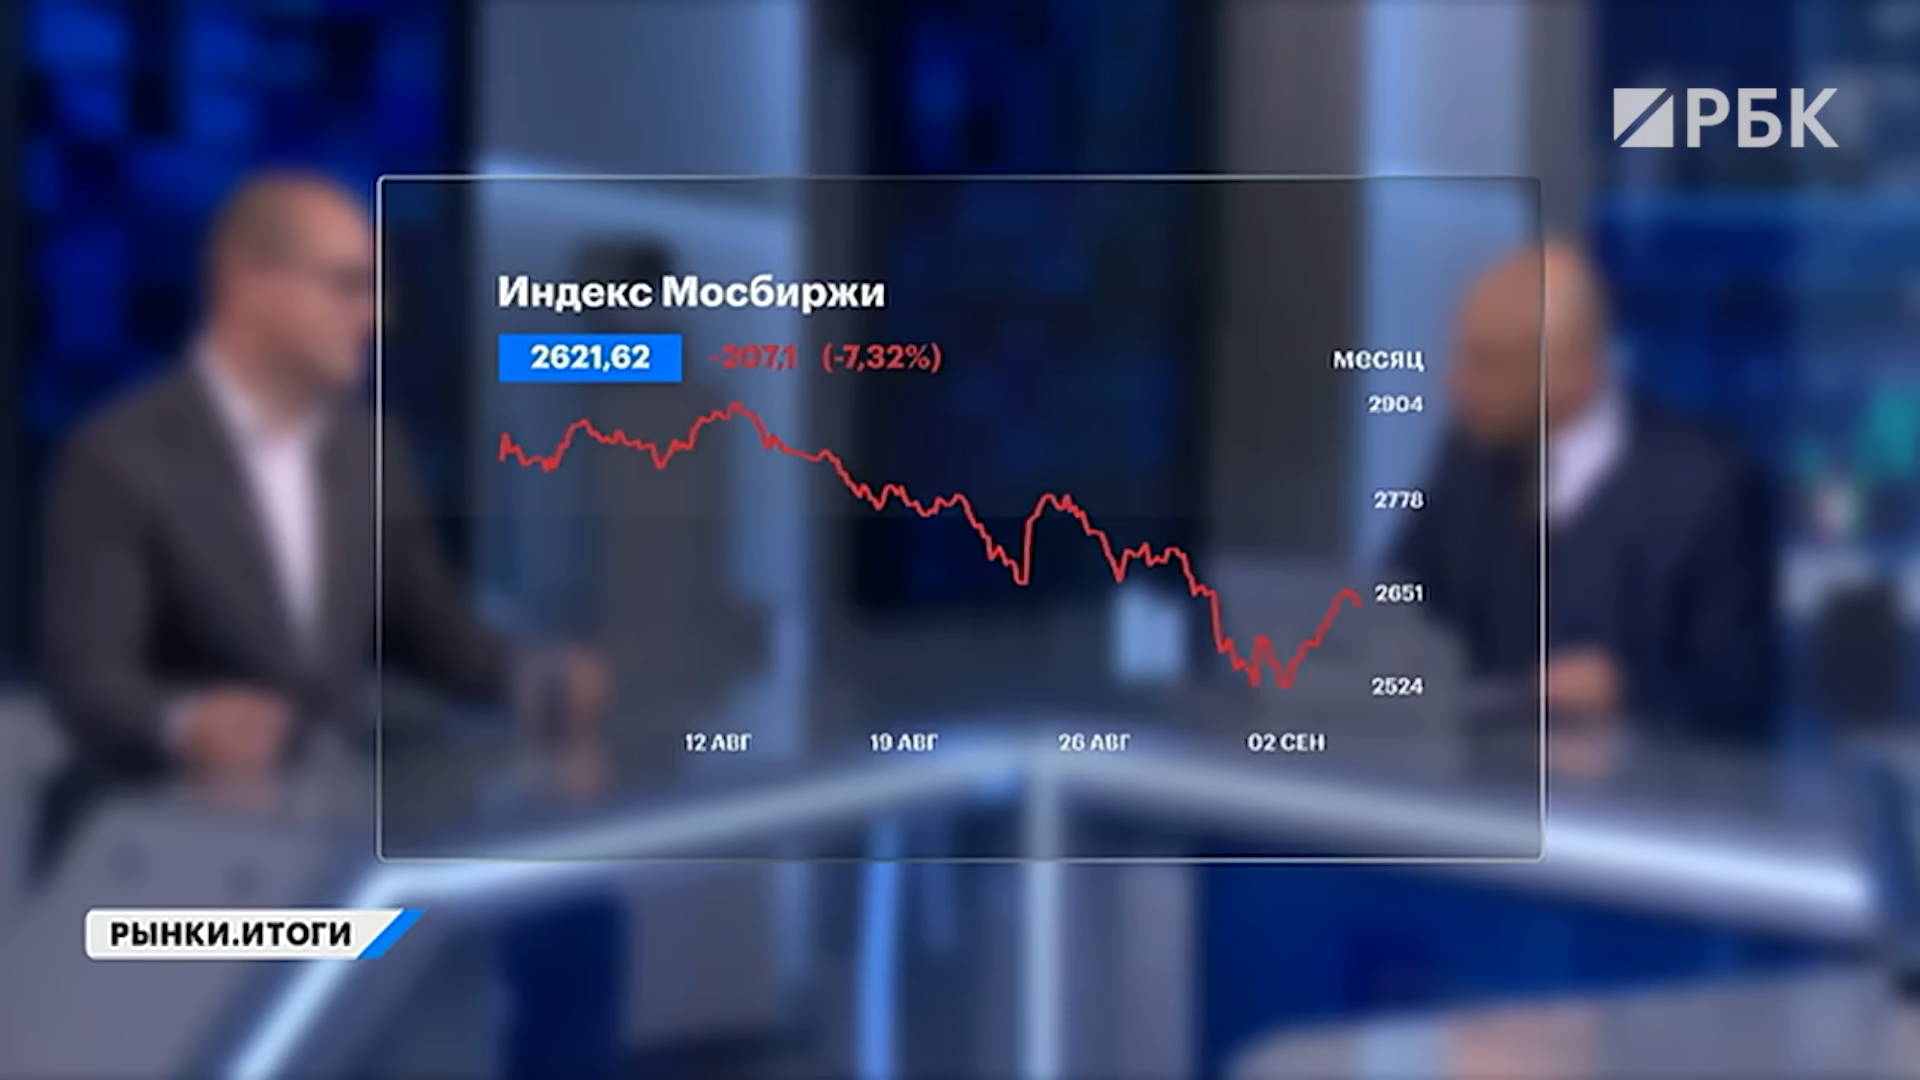 РБК
Индекс Мосбиржи
2621,62 -207,1 (-7,32%)
месяц
2904
2778
2651
2524
12 АВГ 19 АВГ 26 АВГ 02 СЕН
РЫНКИ.ИТОГИ